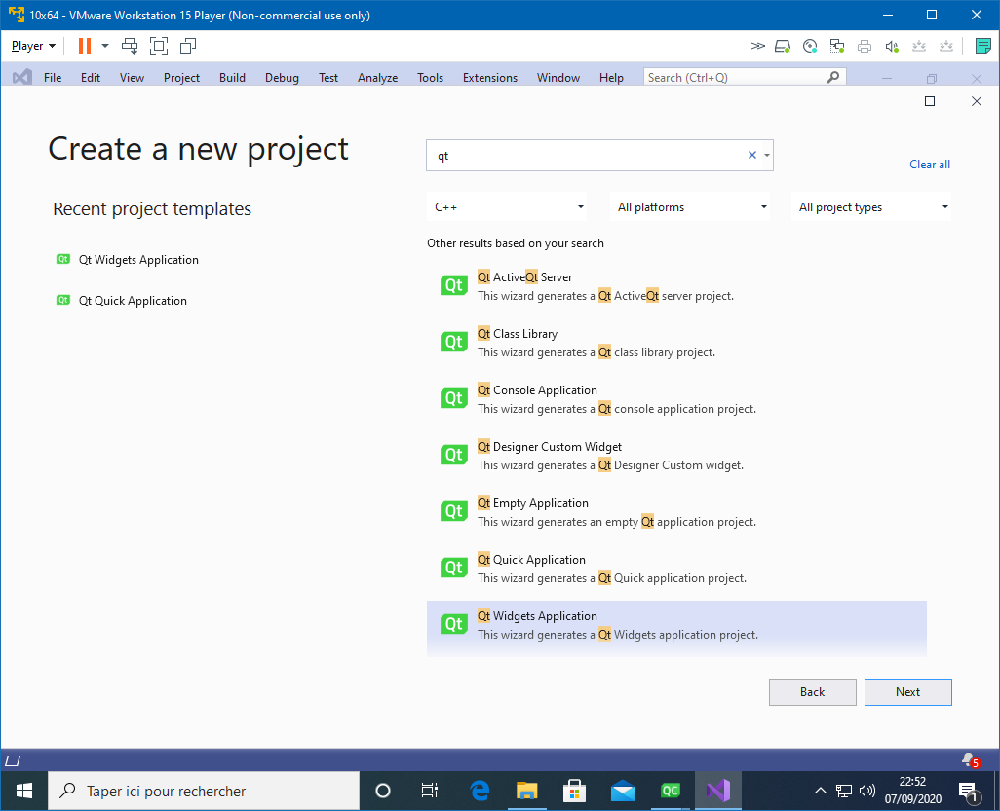 10x64 - VMware Workstation 15 Player (Non-commercial use only)
Player
File Edit View Project Build Debug Test Analyze Tools Extensions Window Help Search (Ctrl+Q)
Create a new project
qt
Clear all
Recent project templates
C++ All platforms All project types
Other results based on your search
Qt Qt Widgets Application
Qt Qt Quick Application
Qt Qt ActiveQt Server
This wizard generates a Qt ActiveQt server project.
Qt Qt Class Library
This wizard generates a Qt class library project.
Qt Qt Console Application
This wizard generates a Qt console application project.
Qt Qt Designer Custom Widget
This wizard generates a Qt Designer Custom widget.
Qt Qt Empty Application
This wizard generates an empty Qt application project.
Qt Qt Quick Application
This wizard generates a Qt Quick application project.
Qt Qt Widgets Application
This wizard generates a Qt Widgets application project.
Back Next
5
Taper ici pour rechercher
QC
22:52
07/09/2020
1